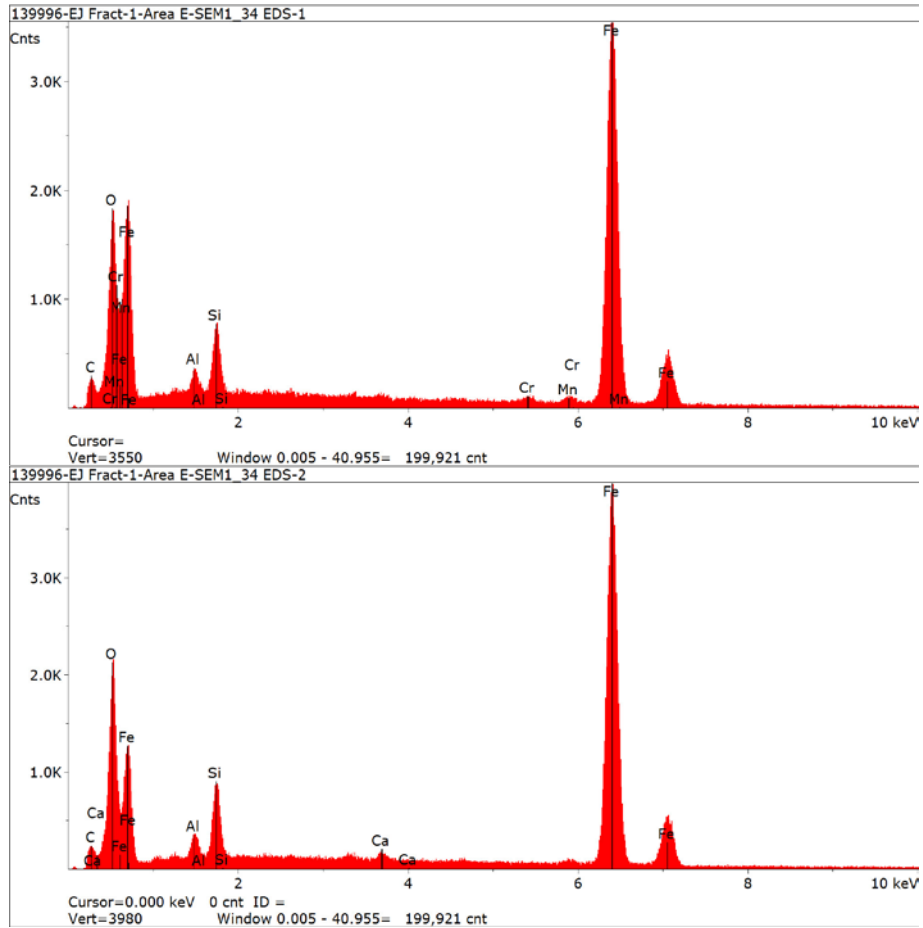 139996-EJ Fract-1-Area E-SEM1_34 EDS-1
Cnts
Fe
3.0K
2.0K
O
Fe
Cr
1.0K
Mn
Si
Fe
Al
C
Cr
Fe
Mn
Cr
Mn
Cr
Fe
Al
Si
Mn
2
4
6
8
10 keV
Cursor=
Vert=3550 Window 0.005 - 40.955= 199,921 cnt
139996-EJ Fract-1-Area E-SEM1_34 EDS-2
Cnts
Fe
3.0K
O
2.0K
Fe
1.0K
Si
Ca
Fe
Al
C
Fe
Ca
Fe
Ca
Al
Si
Ca
2
4
6
8
10 keV
Cursor=0.000 keV 0 cnt ID =
Vert=3980 Window 0.005 - 40.955= 199,921 cnt